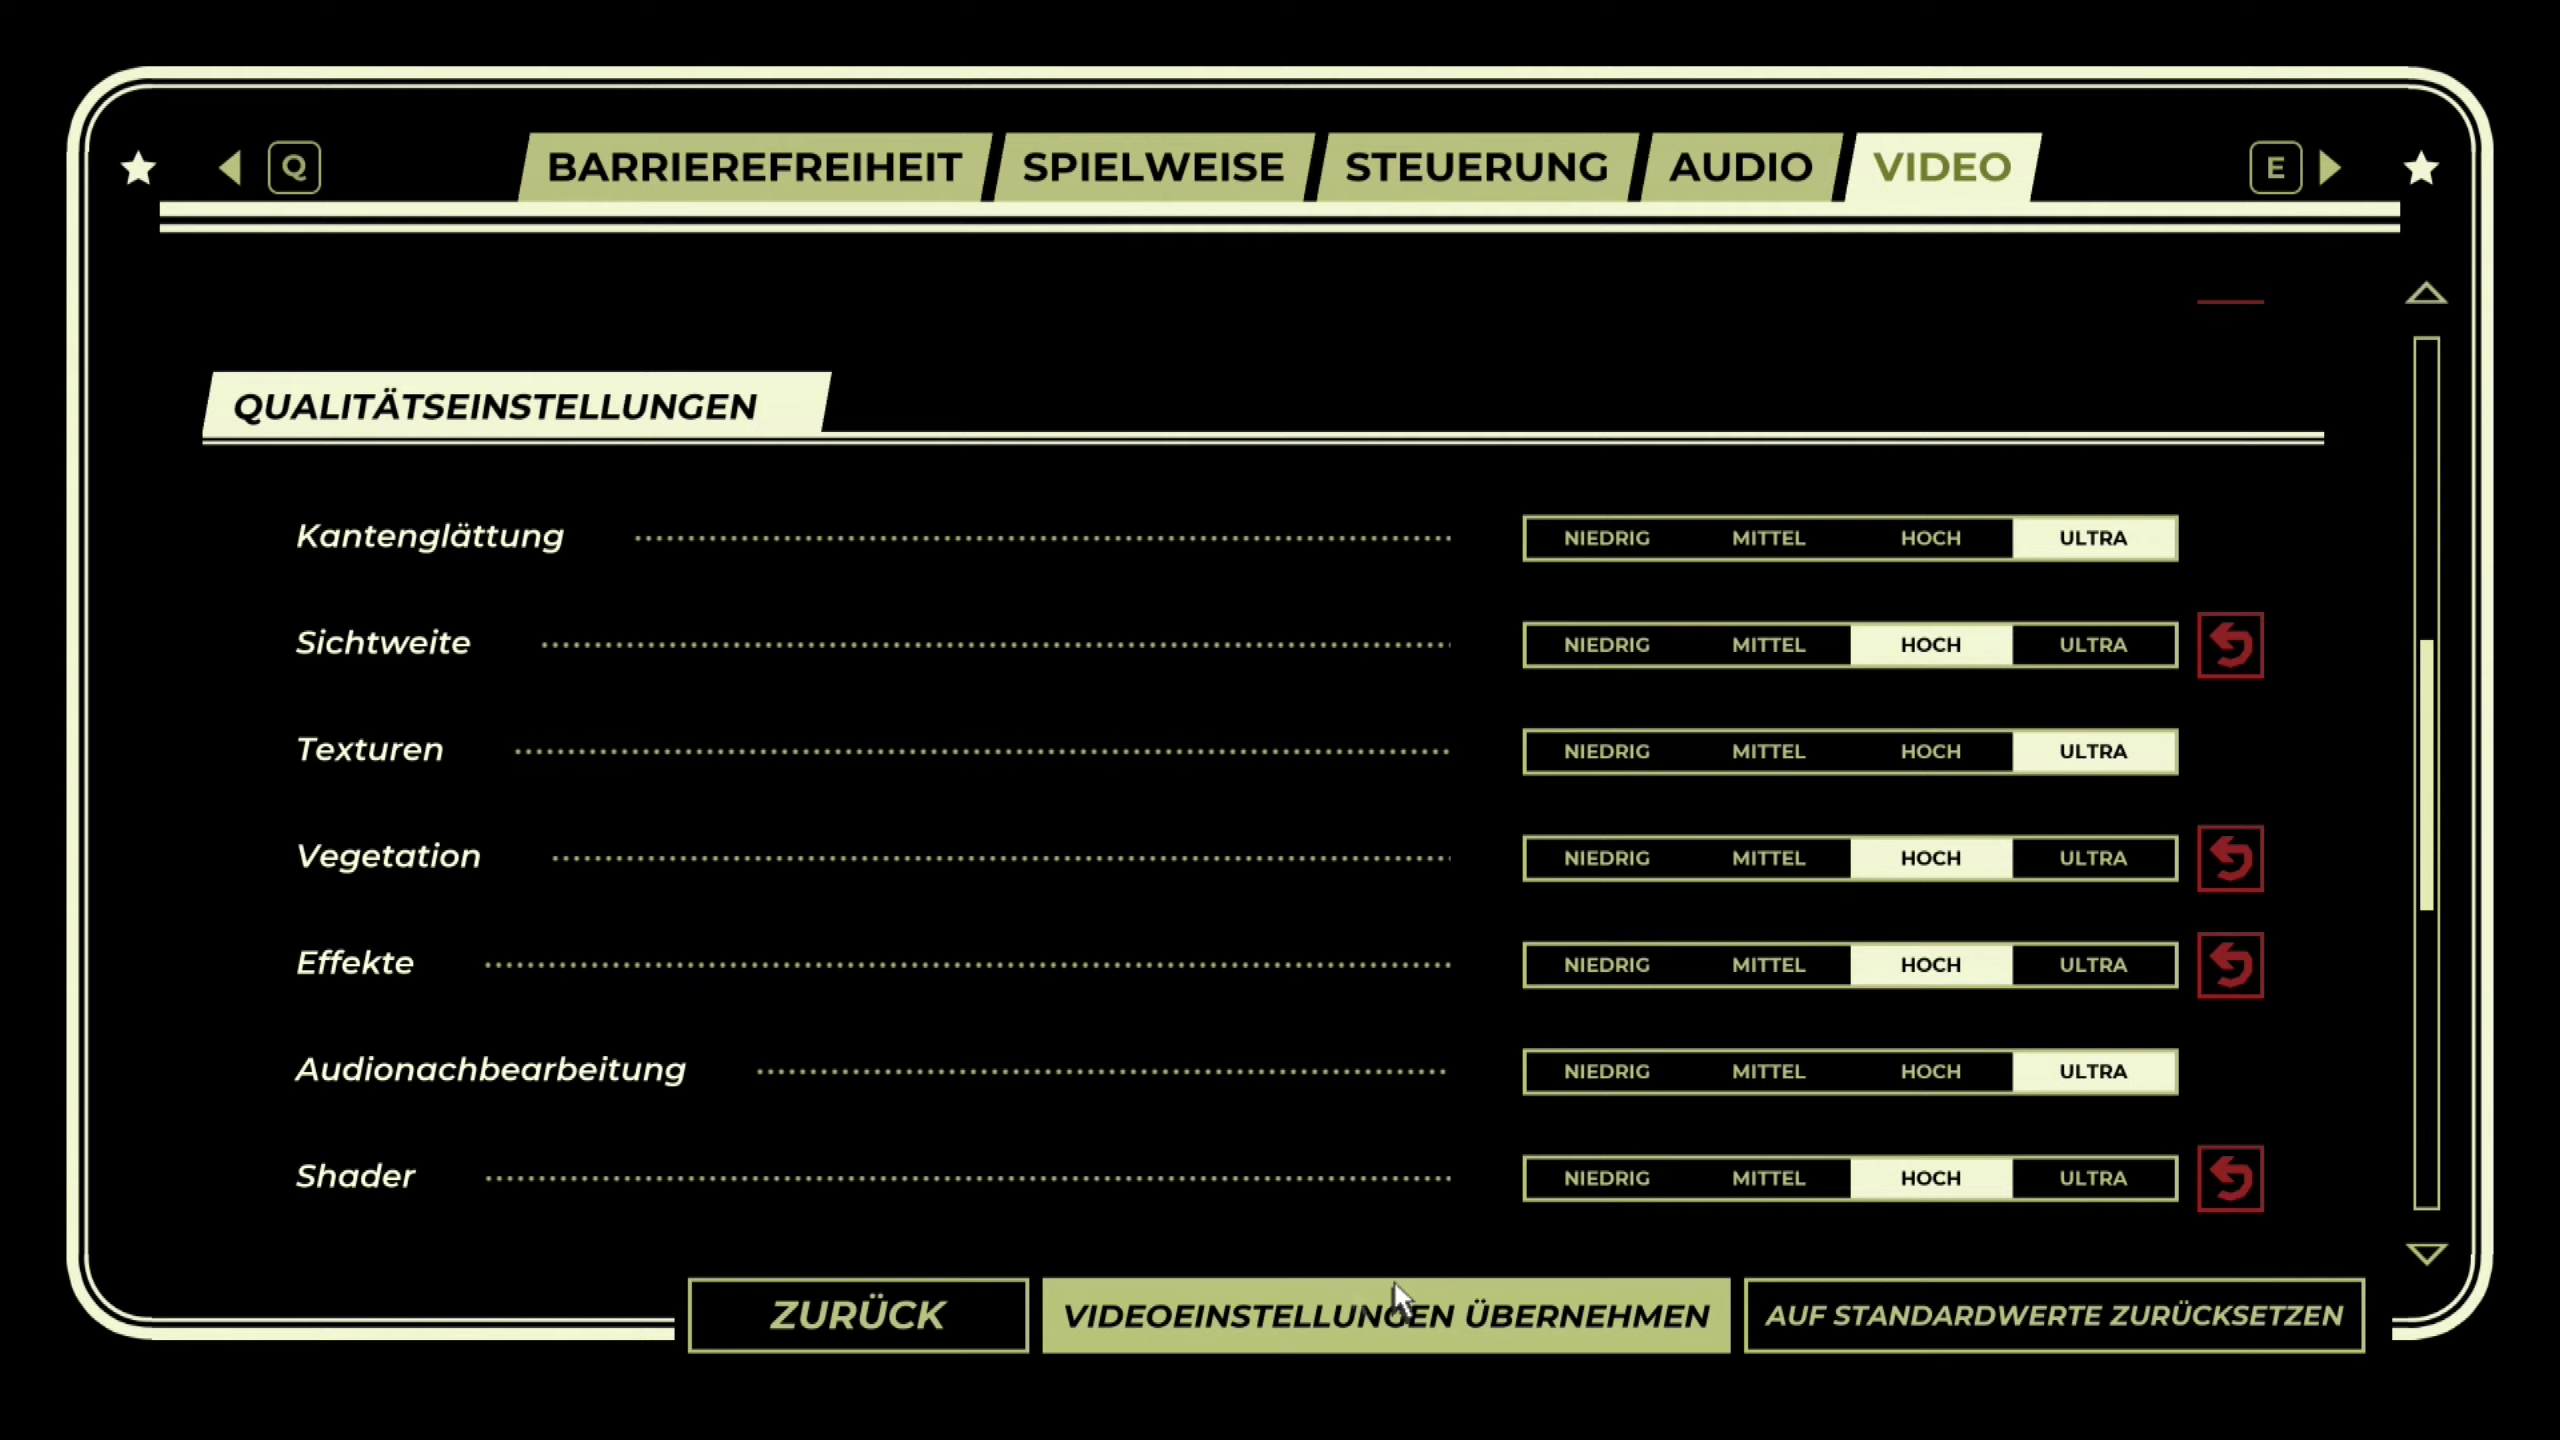 Q BARRIEREFREIHEIT SPIELWEISE STEUERUNG AUDIO VIDEO E
QUALITÄTSEINSTELLUNGEN
Kantenglättung NIEDRIG MITTEL HOCH ULTRA
Sichtweite NIEDRIG MITTEL HOCH ULTRA
Texturen NIEDRIG MITTEL HOCH ULTRA
Vegetation NIEDRIG MITTEL HOCH ULTRA
Effekte NIEDRIG MITTEL HOCH ULTRA
Audionachbearbeitung NIEDRIG MITTEL HOCH ULTRA
Shader NIEDRIG MITTEL HOCH ULTRA
ZURÜCK VIDEOEINSTELLUNGEN ÜBERNEHMEN AUF STANDARDWERTE ZURÜCKSETZEN